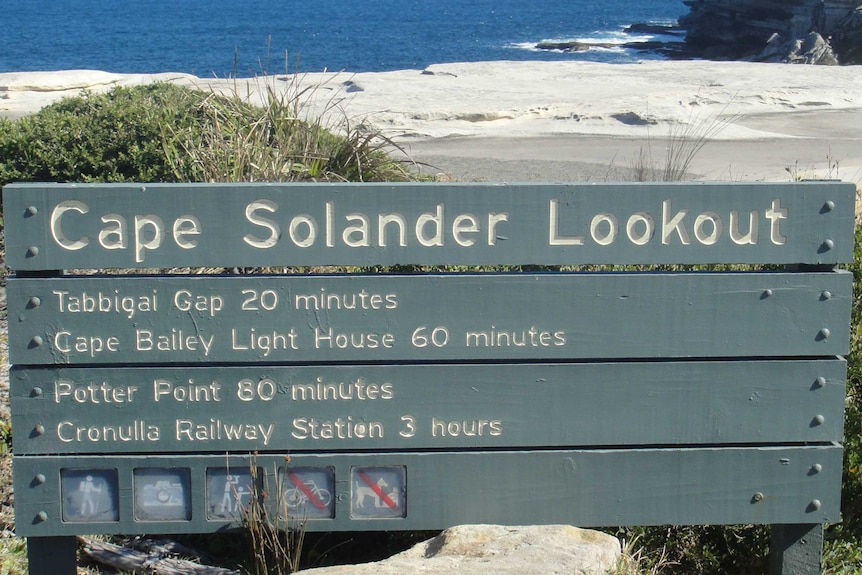 Cape Solander Lookout
Tabbigai Gap 20 minutes
Cape Bailey Light House 60 minutes
Potter Point 80 minutes
Cronulla Railway Station 3 hours